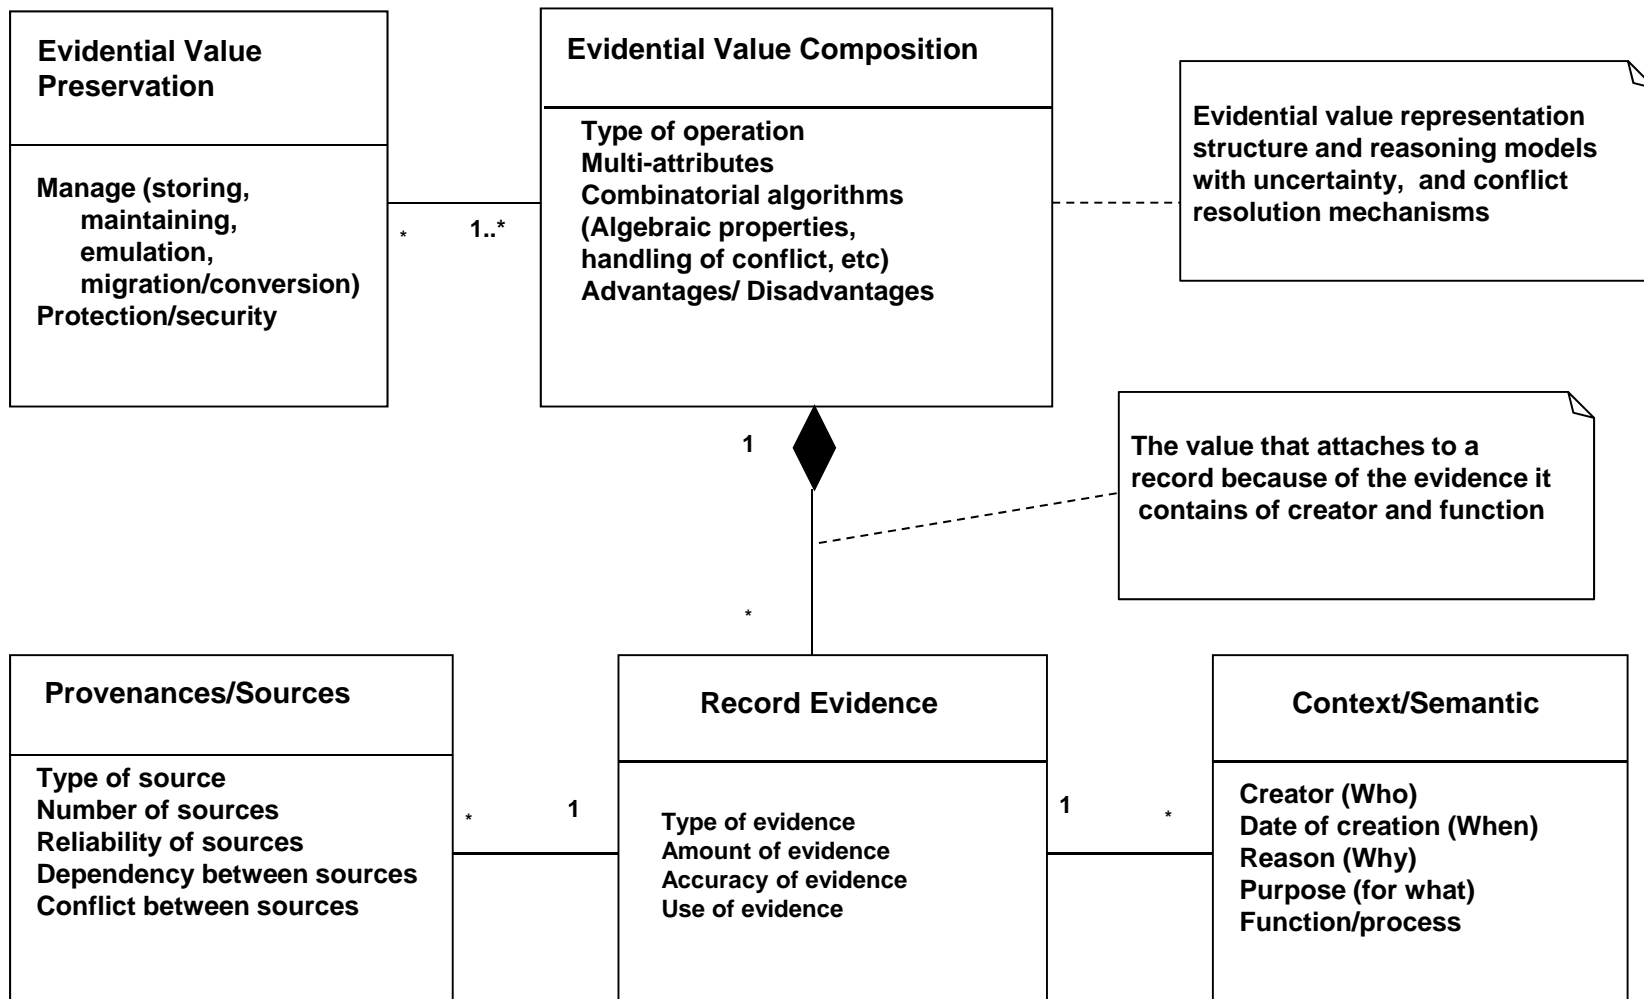 Evidential Value
Preservation
Manage (storing,
maintaining,
emulation,
migration/conversion)
Protection/security
*
1..*
Evidential Value Composition
Type of operation
Multi-attributes
Combinatorial algorithms
(Algebraic properties,
handling of conflict, etc)
Advantages/ Disadvantages
Evidential value representation
structure and reasoning models
with uncertainty,  and conflict
resolution mechanisms
1
*
The value that attaches to a
record because of the evidence it
contains of creator and function
Provenances/Sources
Type of source
Number of sources
Reliability of sources
Dependency between sources
Conflict between sources
*
1
Record Evidence
Type of evidence
Amount of evidence
Accuracy of evidence
Use of evidence
1
*
Context/Semantic
Creator (Who)
Date of creation (When)
Reason (Why)
Purpose (for what)
Function/process